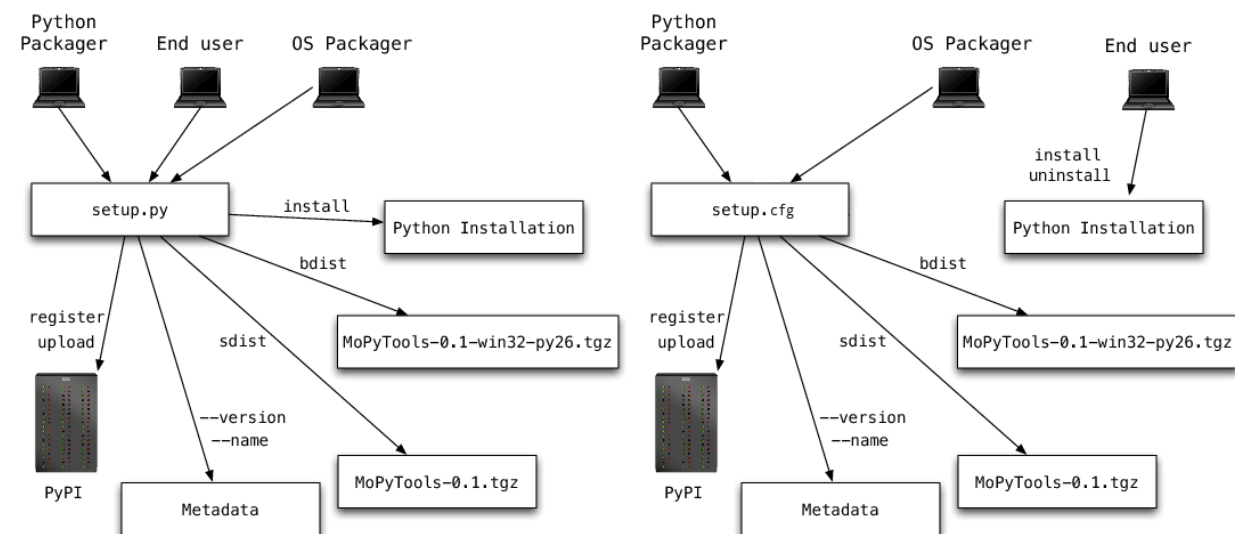 Python
Packager
End user
OS Packager
setup.py
install
Python Installation
bdist
register
upload
MoPyTools-0.1-win32-py26.tgz
sdist
--version
--name
PyPI
MoPyTools-0.1.tgz
Metadata
Python
Packager
OS Packager
End user
install
uninstall
setup.cfg
Python Installation
bdist
register
upload
MoPyTools-0.1-win32-py26.tgz
sdist
--version
--name
PyPI
MoPyTools-0.1.tgz
Metadata